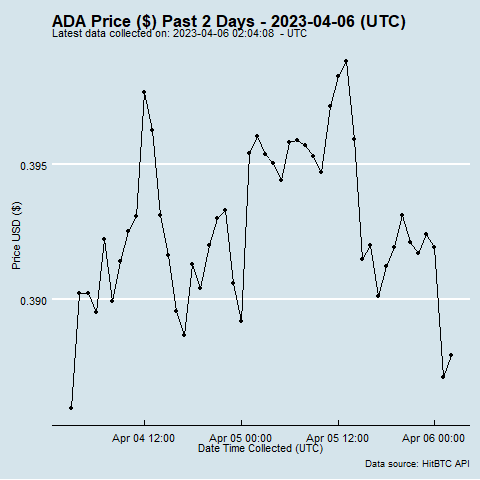 ADA Price ($) Past 2 Days - 2023-04-06 (UTC)
Latest data collected on: 2023-04-06 02:04:08 - UTC
0.395
Price USD ($)
0.390
Apr 04 12:00 Apr 05 00:00 Apr 05 12:00 Apr 06 00:00
Date Time Collected (UTC)
Data source: HitBTC API